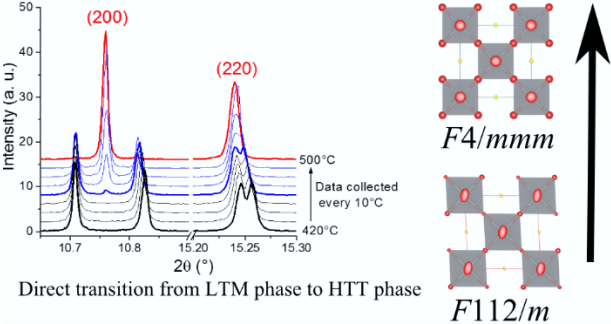 50
40
30
20
10
0
Intensity (a. u.)
(200)
(220)
500°C
Data collected
every 10°C
420°C
10.7 10.8 15.20 15.25 15.30
2θ (°)
Direct transition from LTM phase to HTT phase
F4/mmm
F112/m